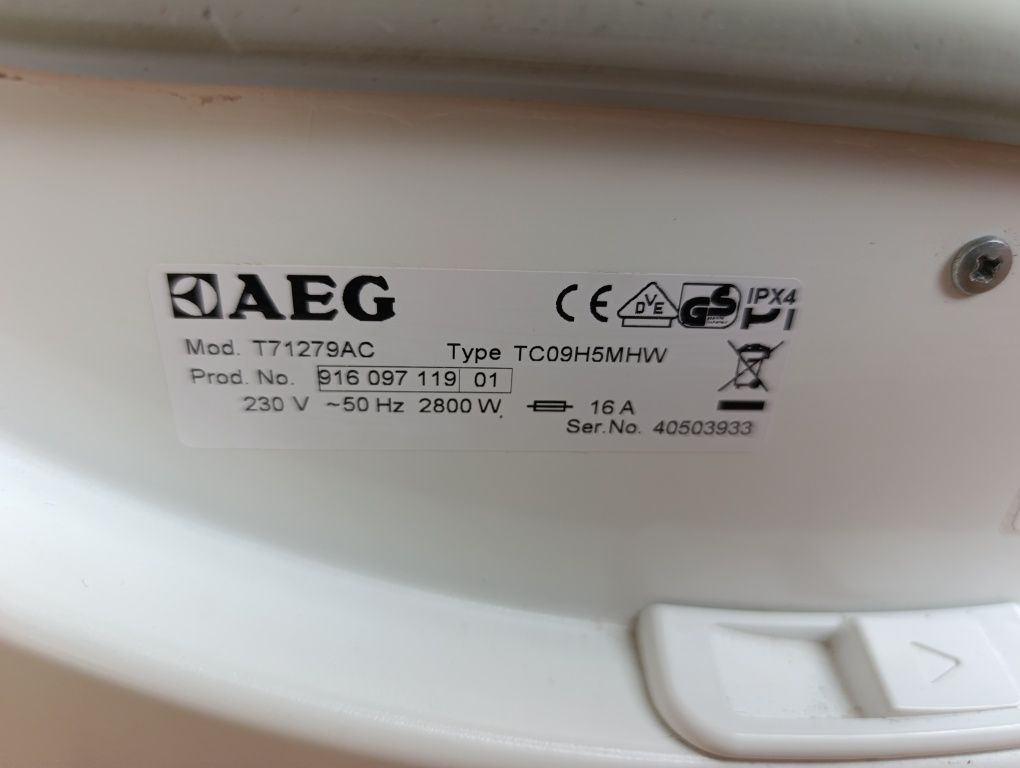 AEG CE DVE GS IPX4
Mod. T71279AC Type TC09H5MHW
Prod. No. 916 097 119 01
230 V ~50 Hz 2800 W 16 A
Ser.No. 40503933